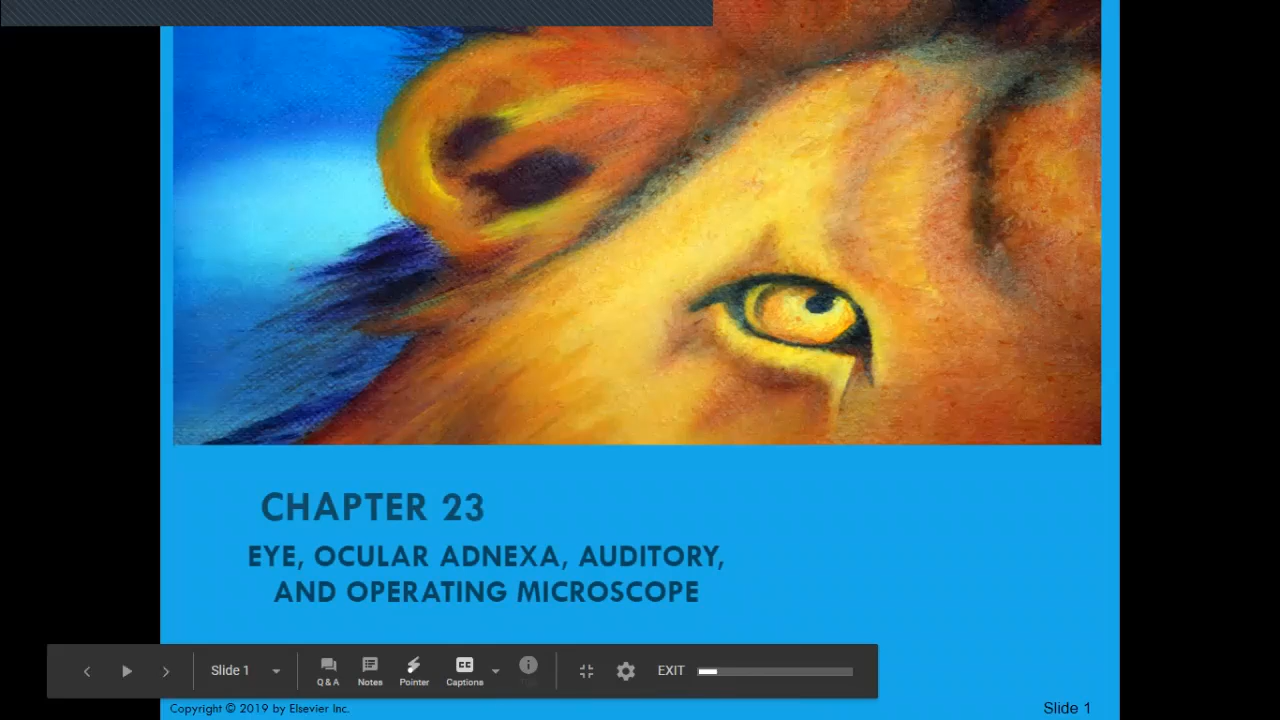 CHAPTER 23
EYE, OCULAR ADNEXA, AUDITORY,
AND OPERATING MICROSCOPE
Slide 1
Q & A
Notes
Pointer
CC
Captions
EXIT
Copyright © 2019 by Elsevier Inc.
Slide 1